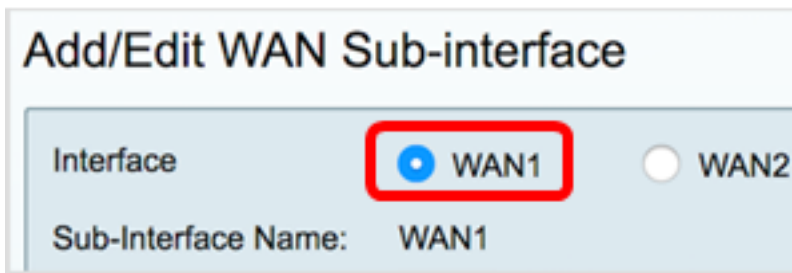 Add/Edit WAN Sub-interface
Interface WAN1 WAN2
Sub-Interface Name: WAN1